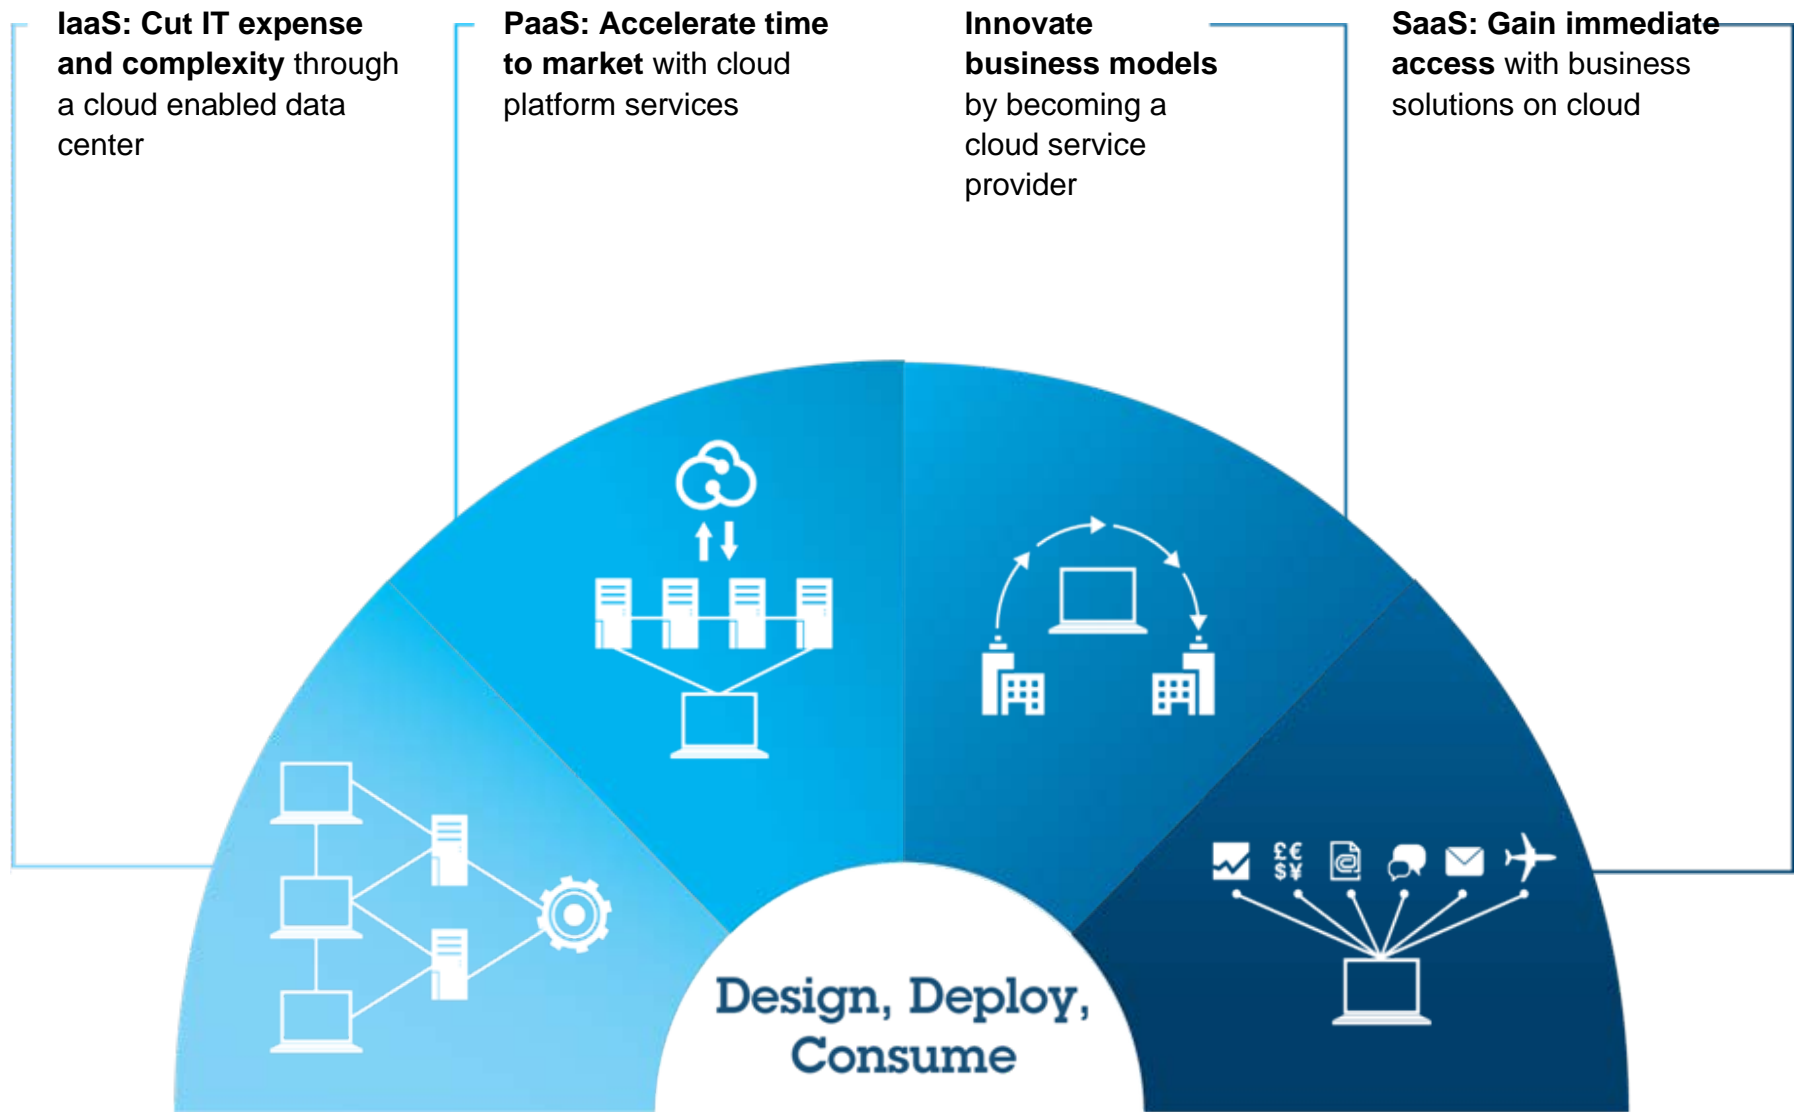 IaaS: Cut IT expense
and complexity through
a cloud enabled data
center
PaaS: Accelerate time
to market with cloud
platform services
Innovate
business models
by becoming a
cloud service
provider
SaaS: Gain immediate
access with business
solutions on cloud
£€
$¥
Design, Deploy,
Consume